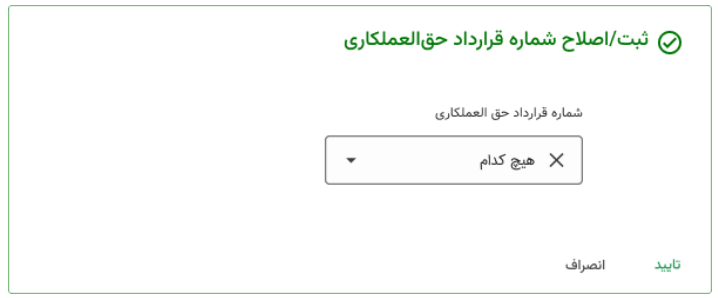 ثبت/اصلاح شماره قرارداد حق‌العملکاری
شماره قرارداد حق العملکاری
هیچ کدام
تایید
انصراف